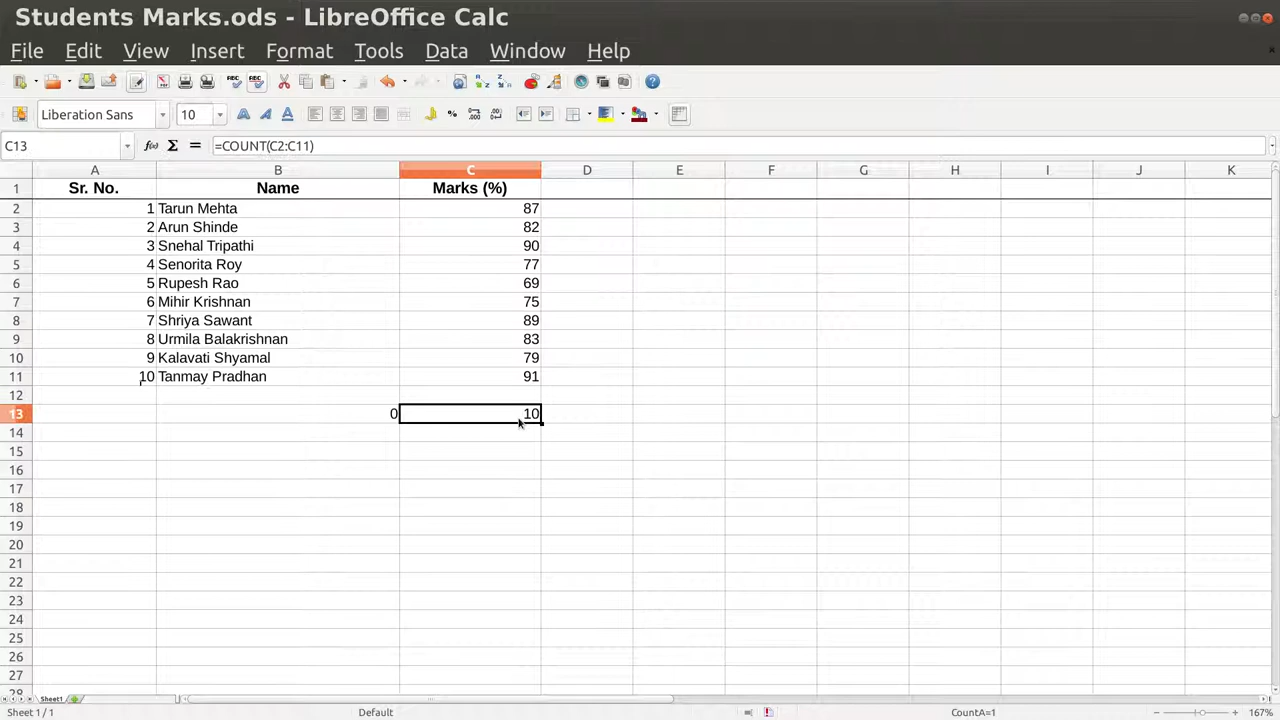 Students Marks.ods - LibreOffice Calc
File Edit View Insert Format Tools Data Window Help
Liberation Sans 10
C13 =COUNT(C2:C11)
A B C D E F G H I J K
1 Sr. No. Name Marks (%)
2 1 Tarun Mehta 87
3 2 Arun Shinde 82
4 3 Snehal Tripathi 90
5 4 Senorita Roy 77
6 5 Rupesh Rao 69
7 6 Mihir Krishnan 75
8 7 Shriya Sawant 89
9 8 Urmila Balakrishnan 83
10 9 Kalavati Shyamal 79
11 10 Tanmay Pradhan 91
12
13 0 10
14
15
16
17
18
19
20
21
22
23
24
25
26
27
28
Sheet1
Sheet 1 / 1 Default CountA=1 167%